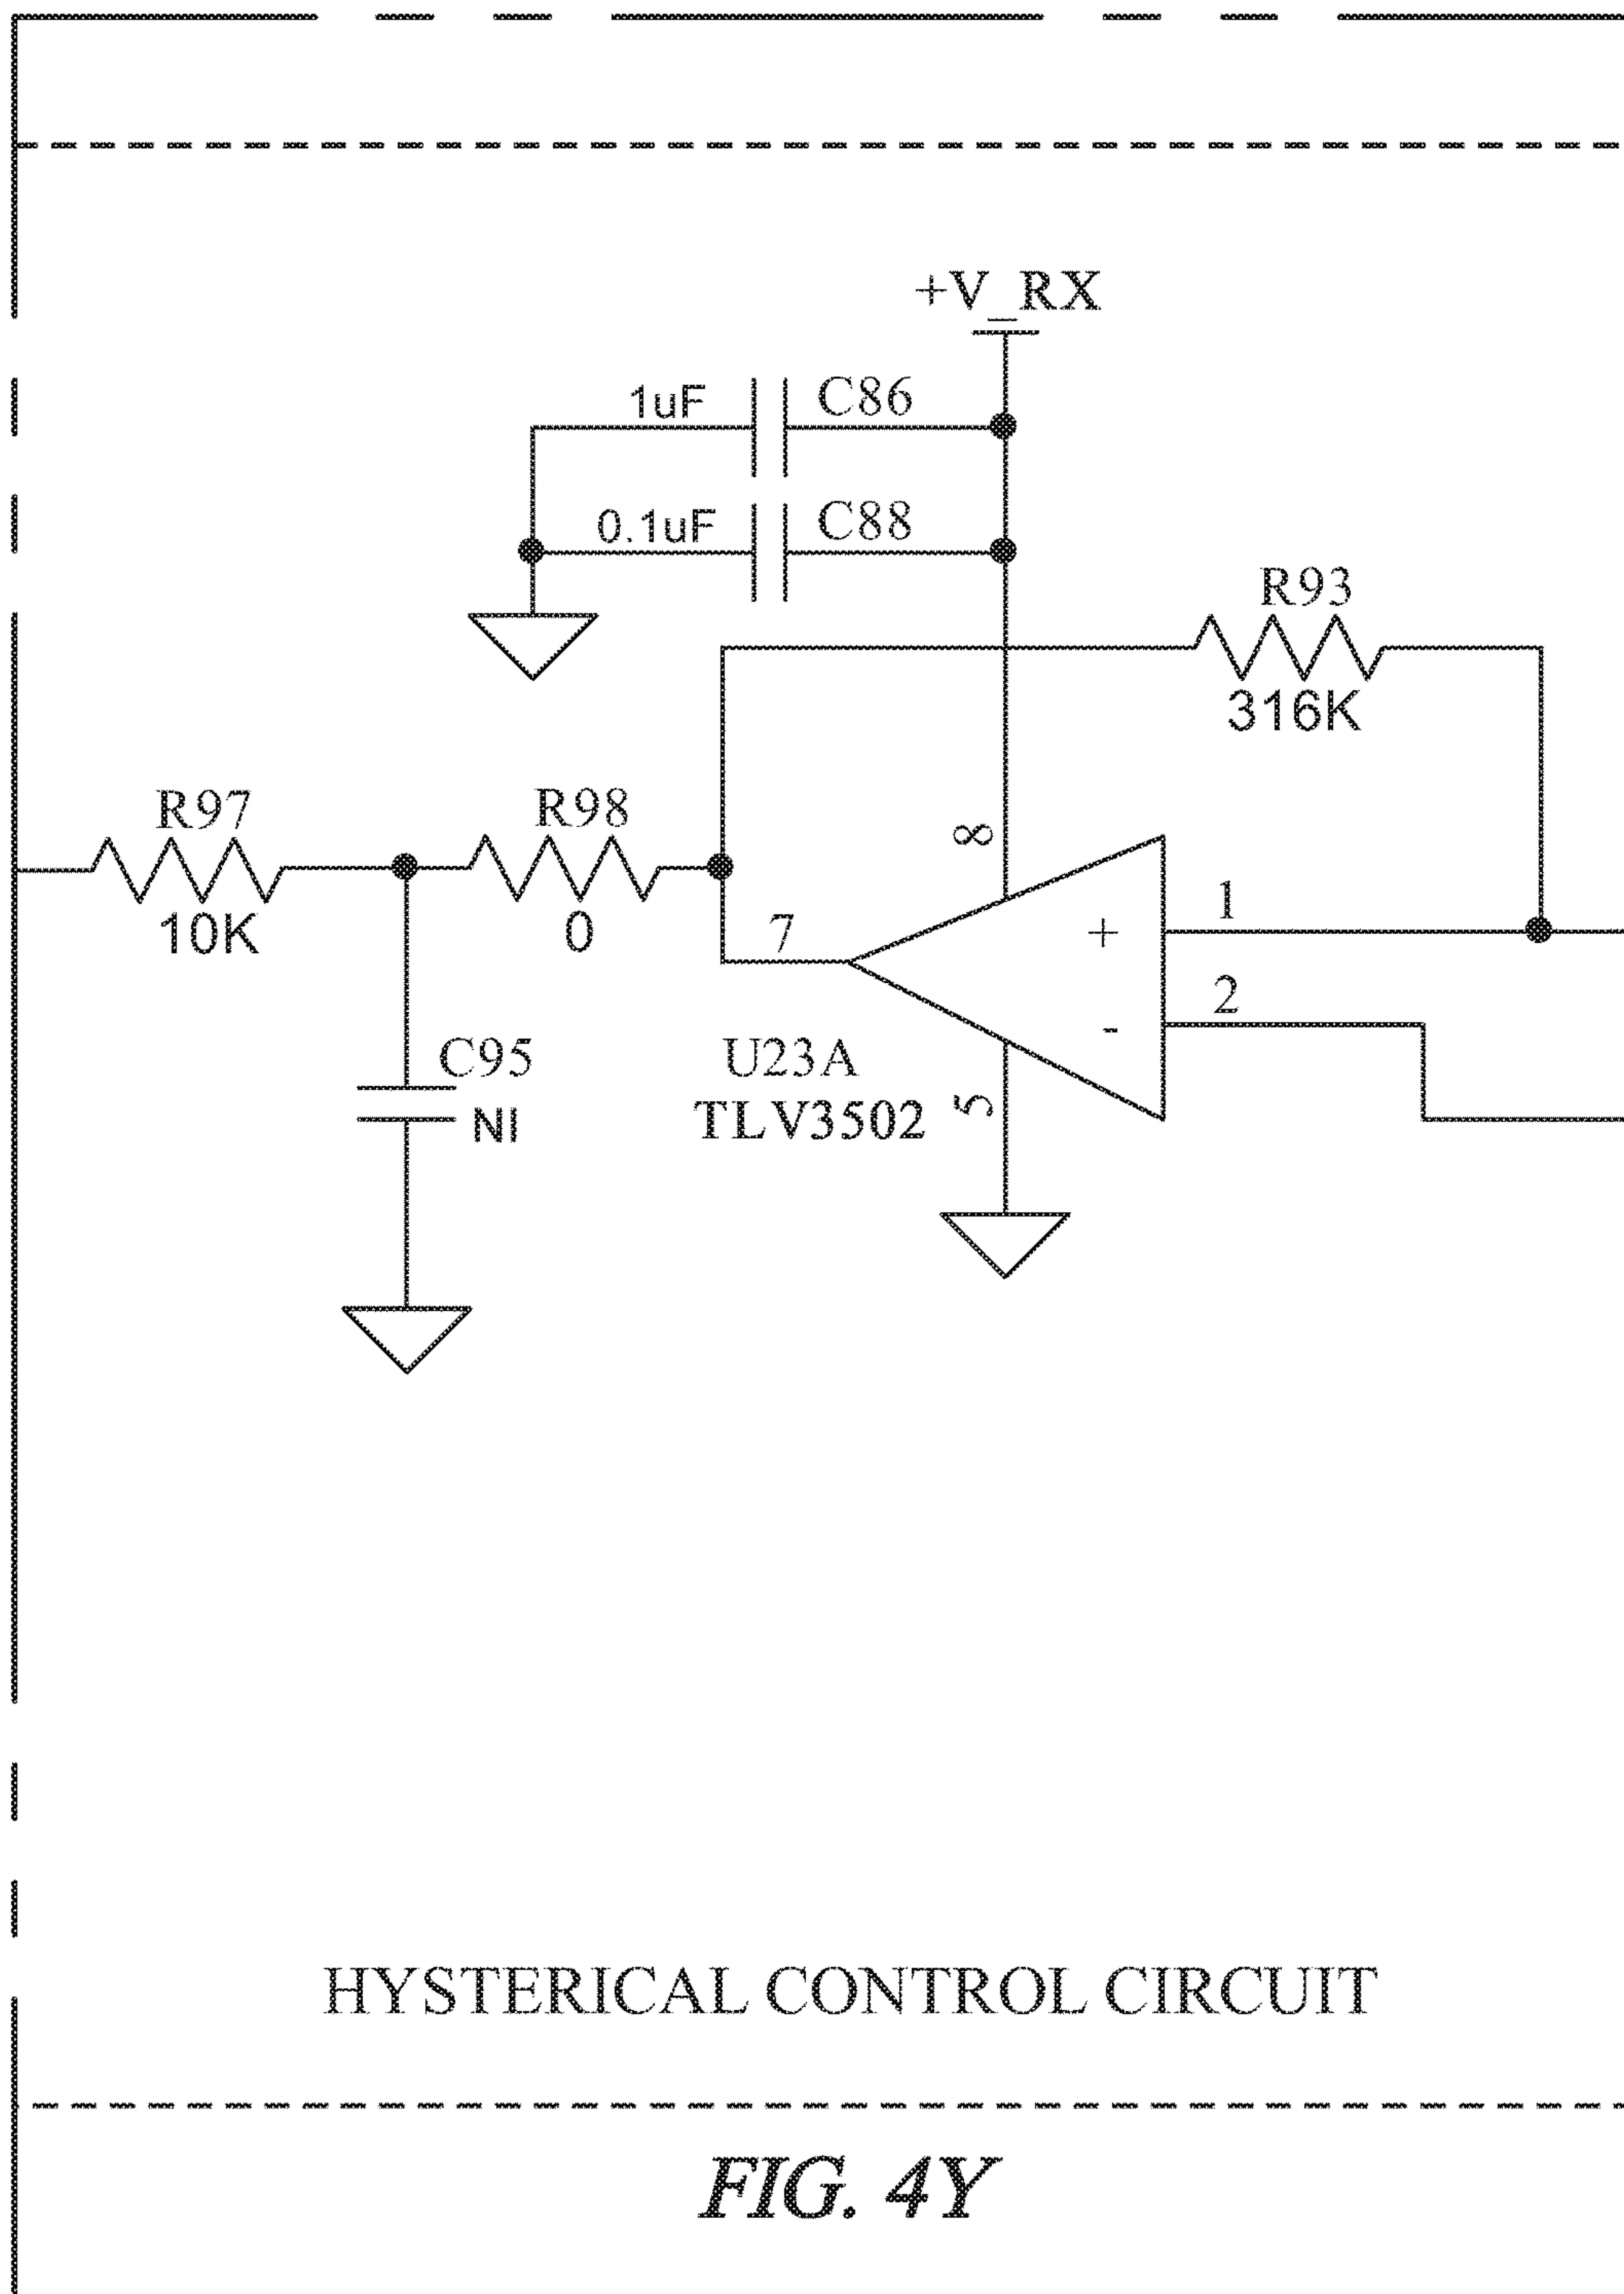 +V_RX
1uF
C86
0.1uF
C88
R93
316K
R97
10K
R98
0
8
7
+
1
-
2
C95
NI
U23A
TLV3502
5
HYSTERICAL CONTROL CIRCUIT
FIG. 4Y